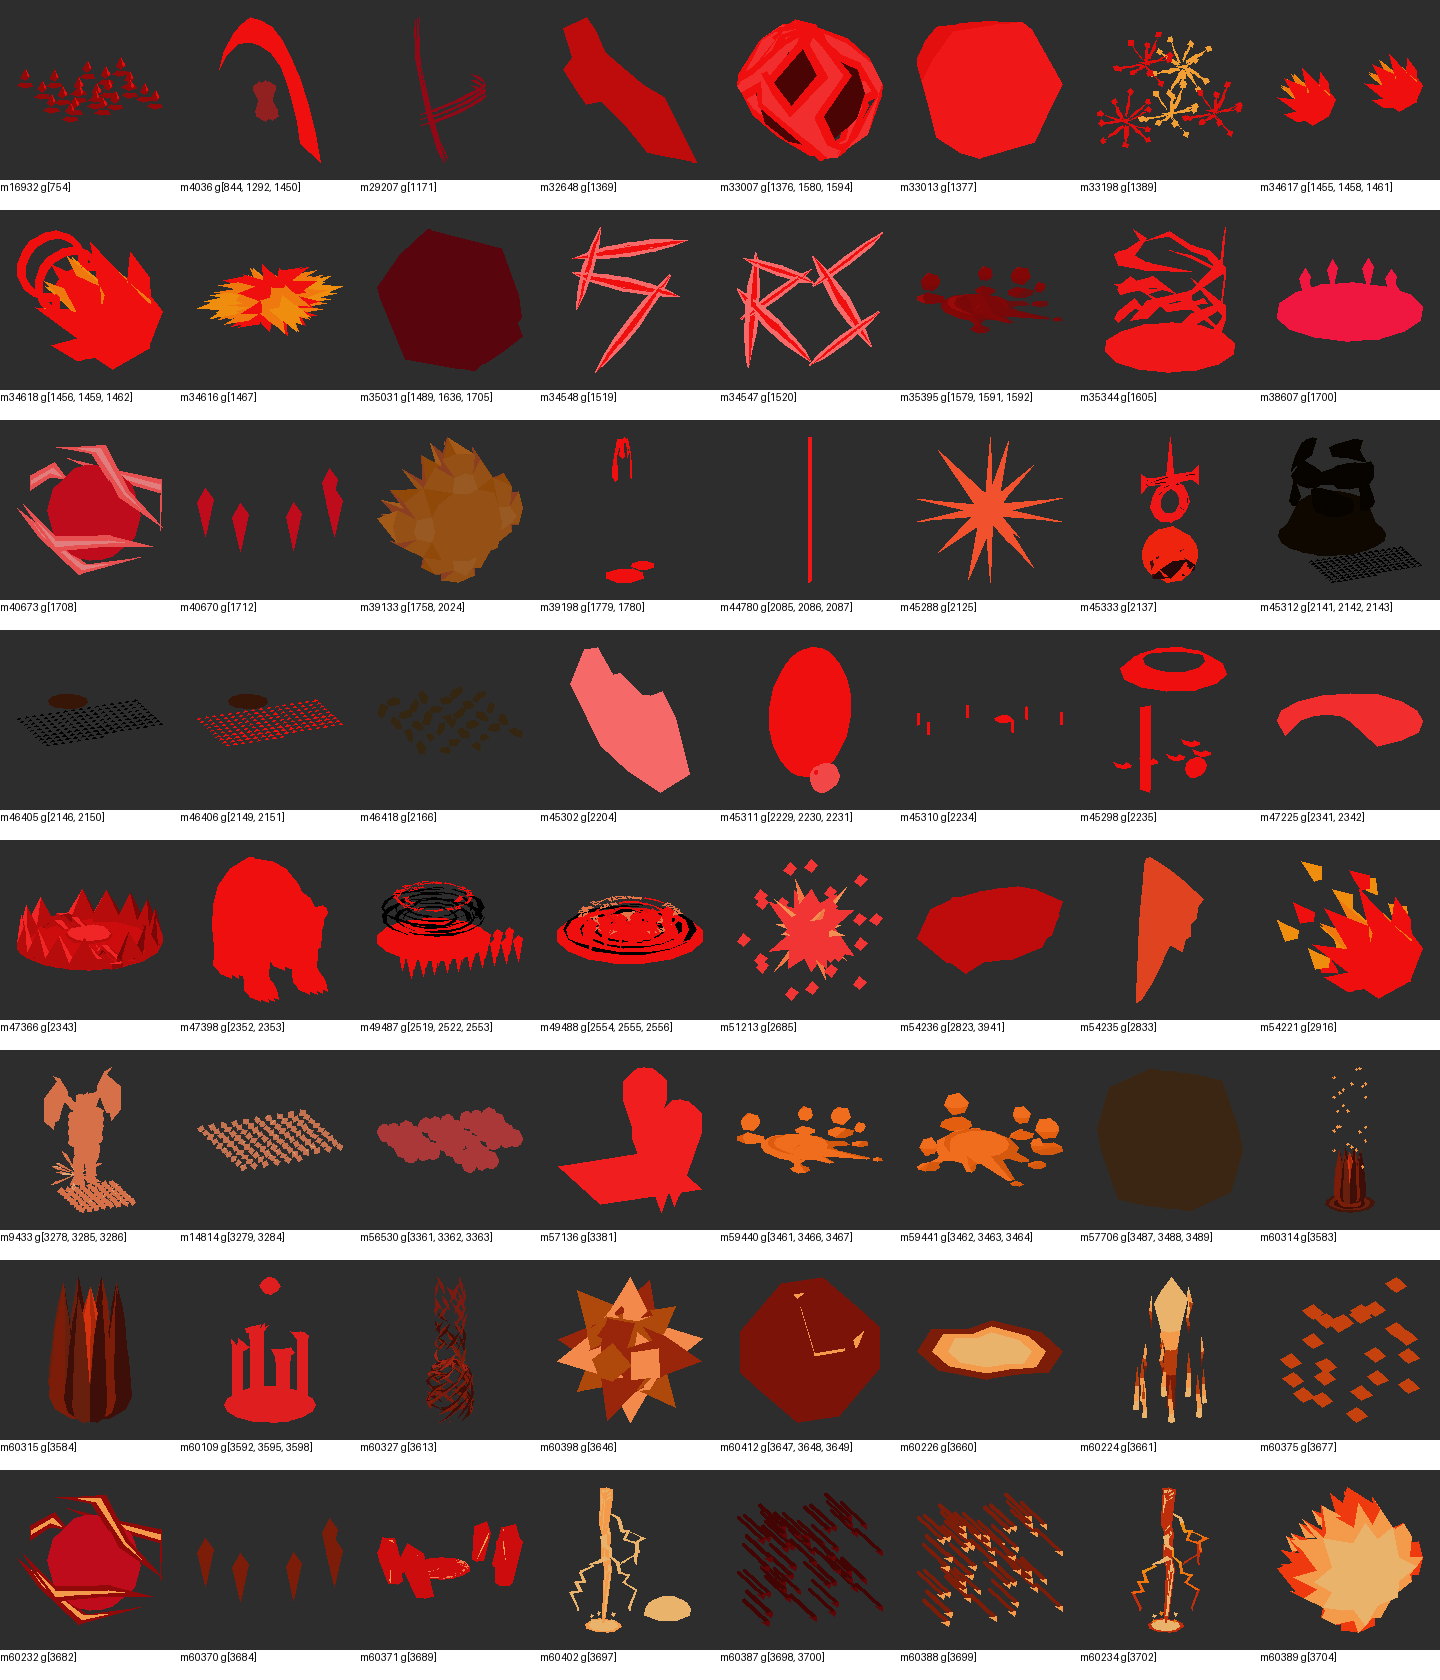 m16932 g[754] m4036 g[844, 1292, 1450] m29207 g[1171] m32648 g[1369] m33007 g[1376, 1580, 1594] m33013 g[1377] m33198 g[1389] m34617 g[1455, 1458, 1461]
m34618 g[1456, 1459, 1462] m34616 g[1467] m35031 g[1489, 1636, 1705] m34548 g[1519] m34547 g[1520] m35395 g[1579, 1591, 1592] m35344 g[1605] m38607 g[1700]
m40673 g[1708] m40670 g[1712] m39133 g[1758, 2024] m39198 g[1779, 1780] m44780 g[2085, 2086, 2087] m45288 g[2125] m45333 g[2137] m45312 g[2141, 2142, 2143]
m46405 g[2146, 2150] m46406 g[2149, 2151] m46418 g[2166] m45302 g[2204] m45311 g[2229, 2230, 2231] m45310 g[2234] m45298 g[2235] m47225 g[2341, 2342]
m47366 g[2343] m47398 g[2352, 2353] m49487 g[2519, 2522, 2553] m49488 g[2554, 2555, 2556] m51213 g[2685] m54236 g[2823, 3941] m54235 g[2833] m54221 g[2916]
m9433 g[3278, 3285, 3286] m14814 g[3279, 3284] m56530 g[3361, 3362, 3363] m57136 g[3381] m59440 g[3461, 3466, 3467] m59441 g[3462, 3463, 3464] m57706 g[3487, 3488, 3489] m60314 g[3583]
m60315 g[3584] m60109 g[3592, 3595, 3598] m60327 g[3613] m60398 g[3646] m60412 g[3647, 3648, 3649] m60226 g[3660] m60224 g[3661] m60375 g[3677]
m60232 g[3682] m60370 g[3684] m60371 g[3689] m60402 g[3697] m60387 g[3698, 3700] m60388 g[3699] m60234 g[3702] m60389 g[3704]